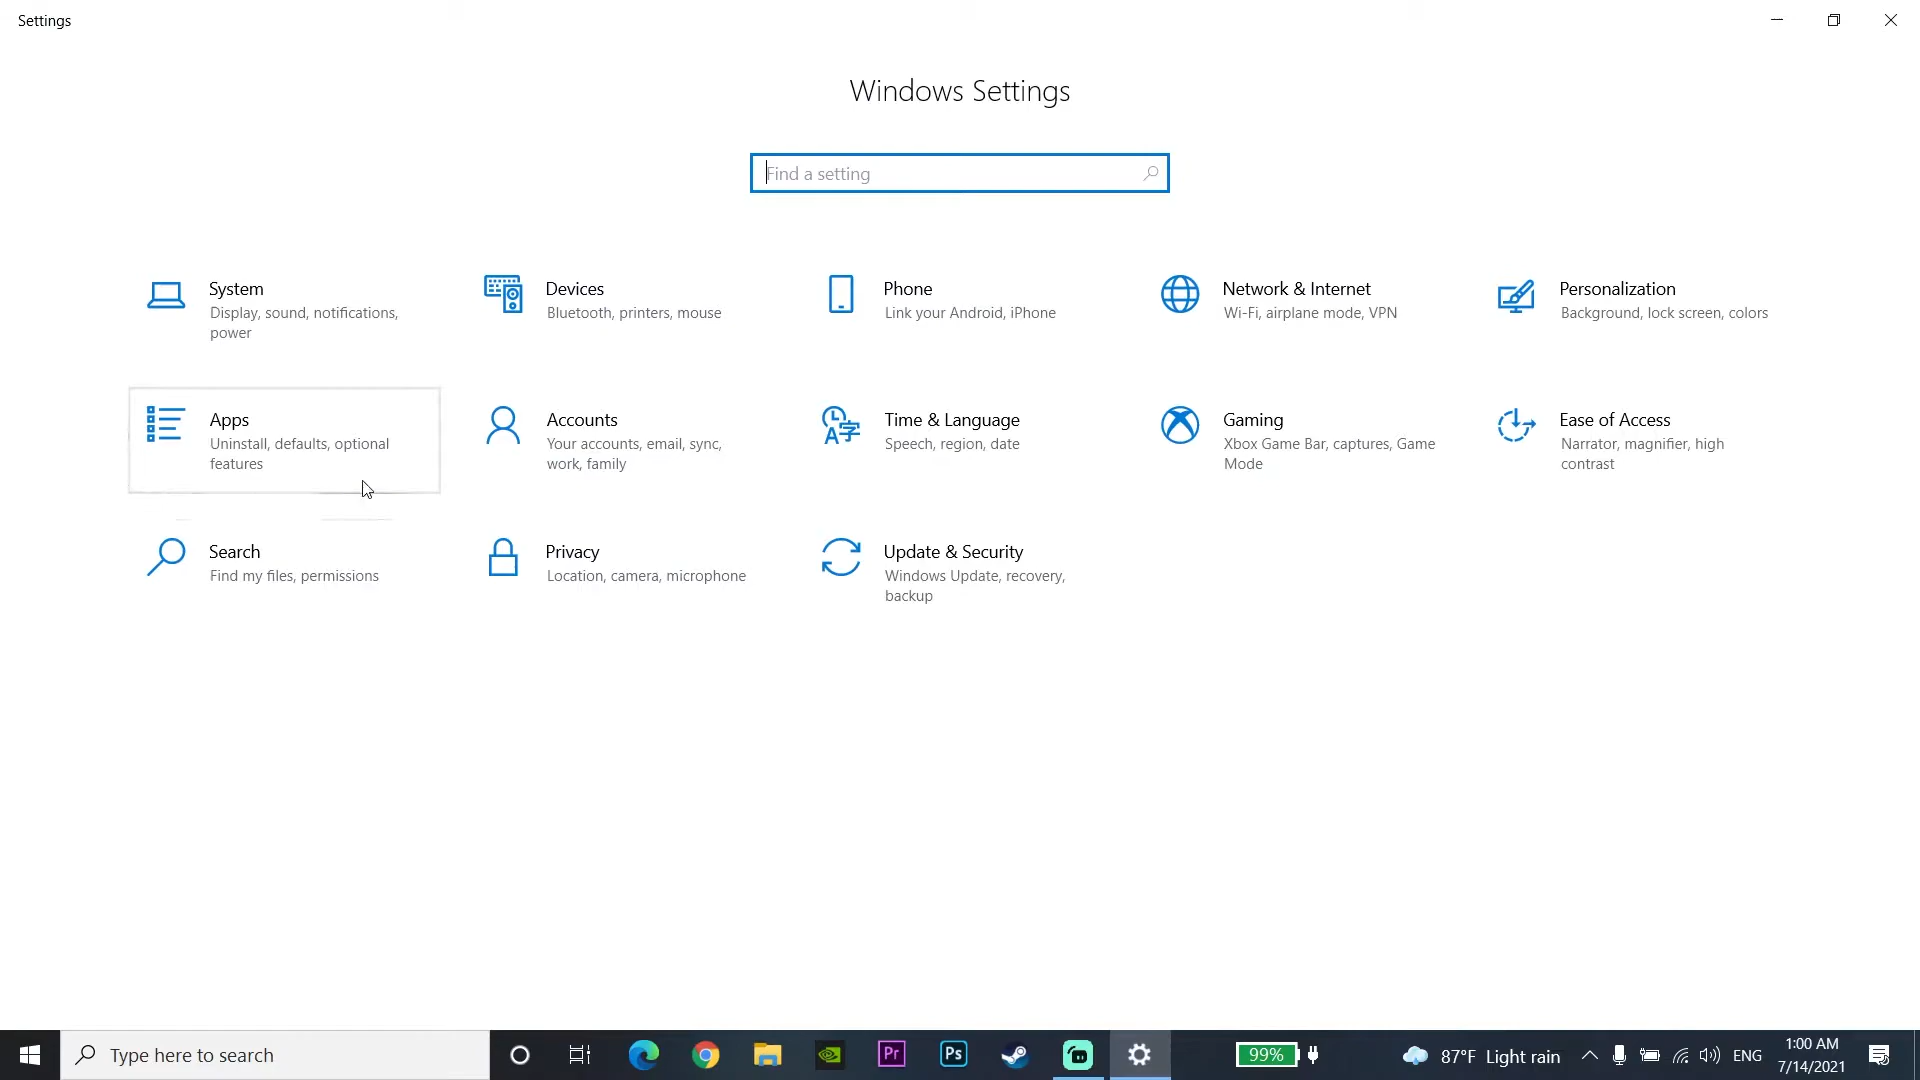 Settings
Windows Settings
Find a setting
System
Display, sound, notifications,
power
Devices
Bluetooth, printers, mouse
Phone
Link your Android, iPhone
Network & Internet
Wi-Fi, airplane mode, VPN
Personalization
Background, lock screen, colors
Apps
Uninstall, defaults, optional
features
Accounts
Your accounts, email, sync,
work, family
Time & Language
Speech, region, date
Gaming
Xbox Game Bar, captures, Game
Mode
Ease of Access
Narrator, magnifier, high
contrast
Search
Find my files, permissions
Privacy
Location, camera, microphone
Update & Security
Windows Update, recovery,
backup
Type here to search
Pr
Ps
99%
87°F Light rain
ENG
1:00 AM
7/14/2021